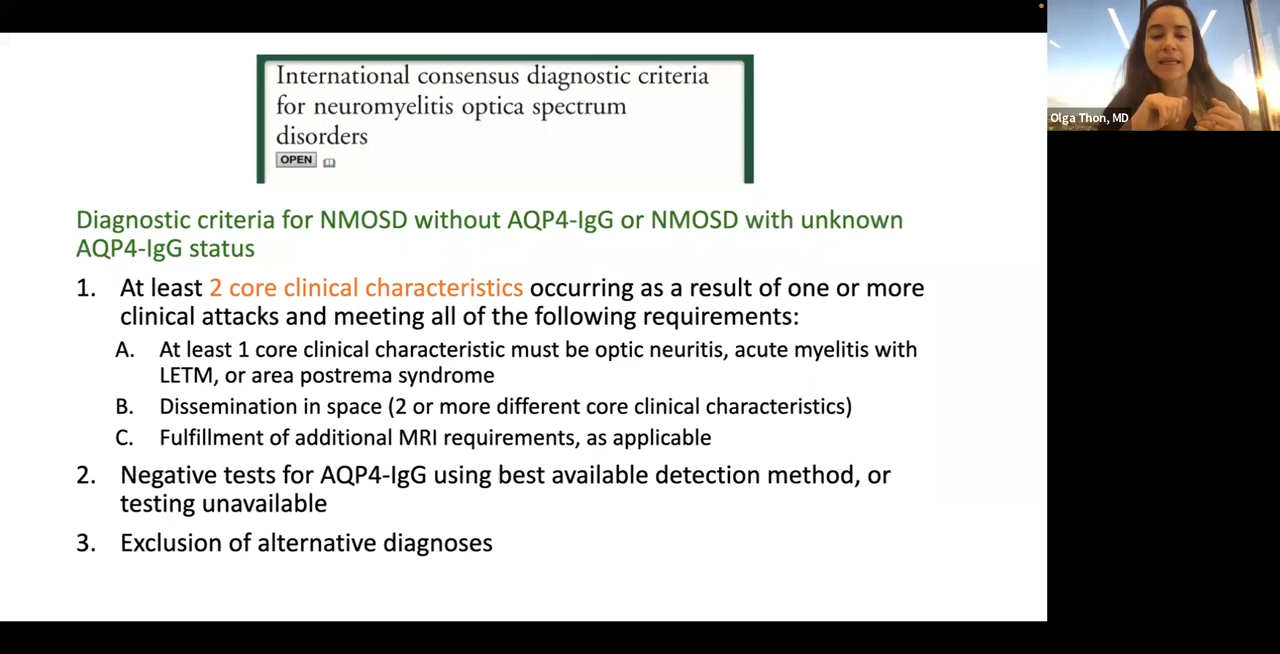 International consensus diagnostic criteria
for neuromyelitis optica spectrum
disorders
OPEN
Olga Thon, MD
Diagnostic criteria for NMOSD without AQP4-IgG or NMOSD with unknown
AQP4-IgG status
1. At least 2 core clinical characteristics occurring as a result of one or more
clinical attacks and meeting all of the following requirements:
A. At least 1 core clinical characteristic must be optic neuritis, acute myelitis with
LETM, or area postrema syndrome
B. Dissemination in space (2 or more different core clinical characteristics)
C. Fulfillment of additional MRI requirements, as applicable
2. Negative tests for AQP4-IgG using best available detection method, or
testing unavailable
3. Exclusion of alternative diagnoses